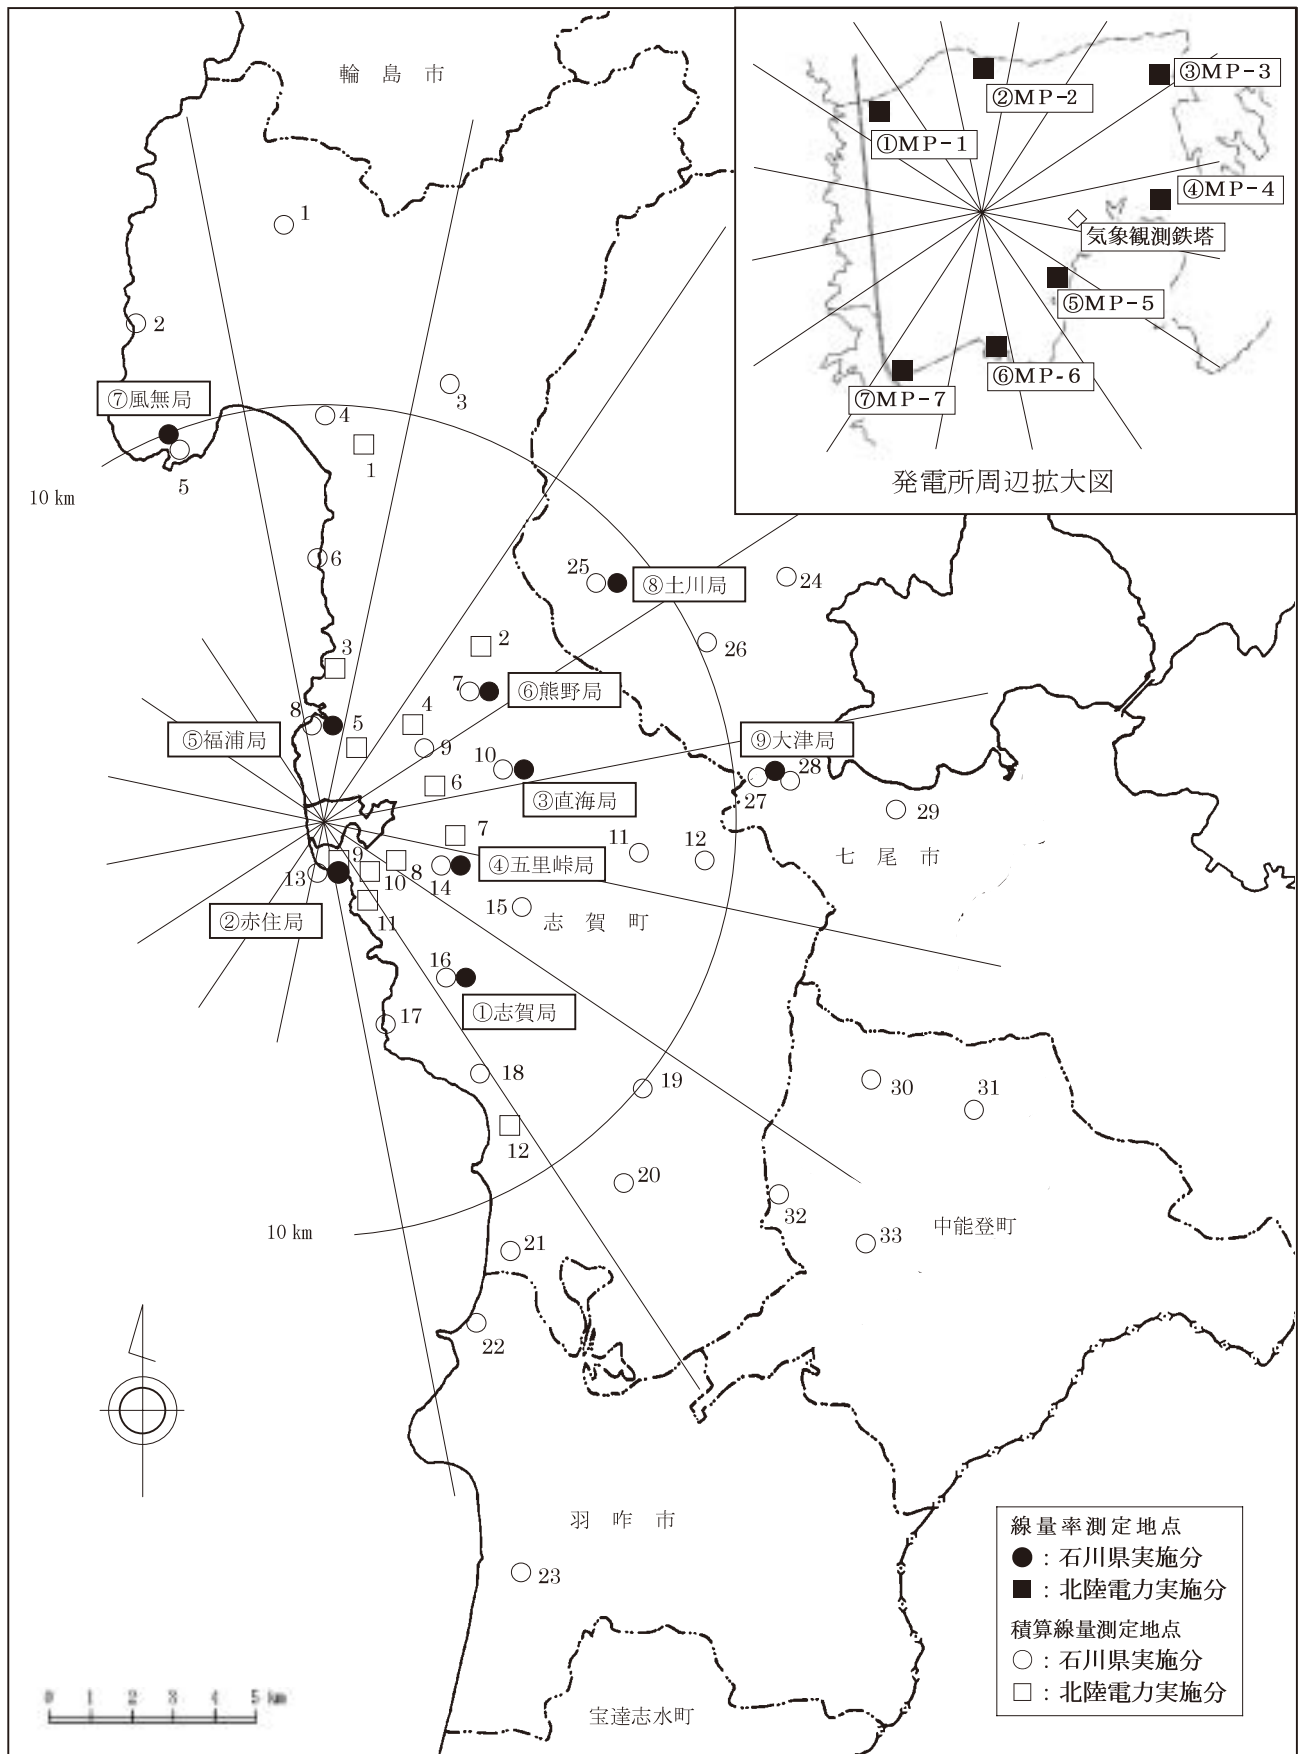 輪島市
①MP-1
②MP-2
③MP-3
④MP-4
気象観測鉄塔
⑤MP-5
⑥MP-6
⑦MP-7
発電所周辺拡大図
1
2
3
⑦風無局
4
1
5
10 km
6
25
⑧土川局
24
26
3
2
7
⑥熊野局
8
5
4
9
⑤福浦局
10
③直海局
6
⑨大津局
27
28
29
7
11
12
七尾市
13
9
10
8
14
④五里峠局
11
15
志賀町
②赤住局
16
①志賀局
17
18
19
30
31
12
20
32
33
中能登町
10 km
21
22
羽咋市
23
宝達志水町
線量率測定地点
●：石川県実施分
■：北陸電力実施分
積算線量測定地点
○：石川県実施分
□：北陸電力実施分
0 1 2 3 4 5 km